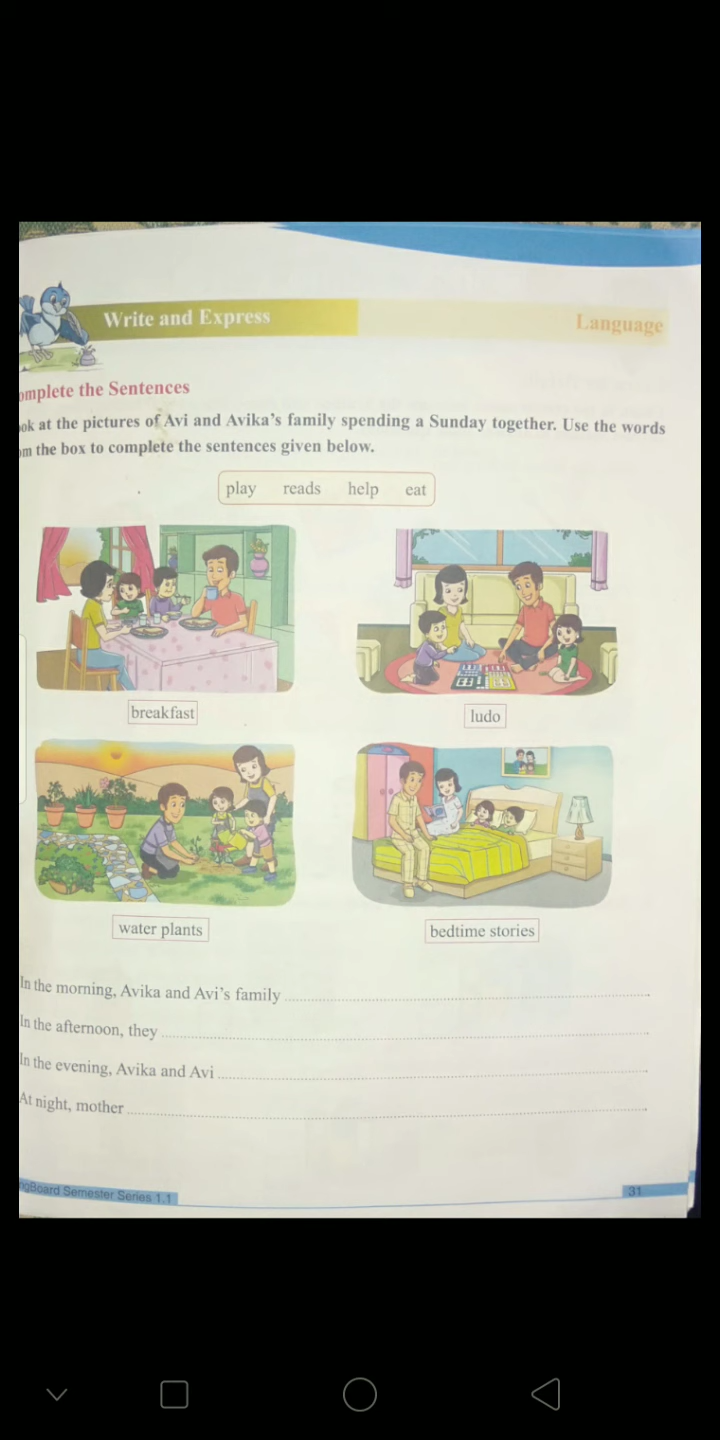 Write and Express
Language
omplete the Sentences
ok at the pictures of Avi and Avika's family spending a Sunday together. Use the words
om the box to complete the sentences given below.
play reads help eat
breakfast
ludo
water plants
bedtime stories
In the morning, Avika and Avi's family
In the afternoon, they
In the evening, Avika and Avi
At night, mother
ngBoard Semester Series 1.1
31